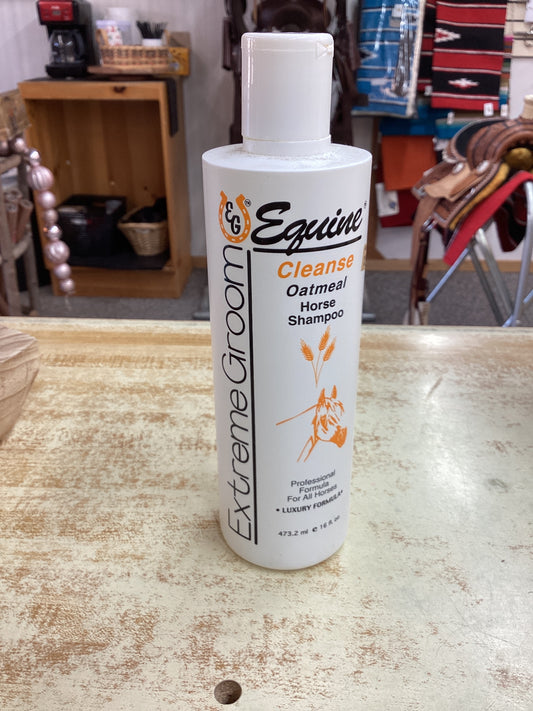 EG ™
Equine
Cleanse
Oatmeal
Horse
Shampoo
Extreme Groom
Professional
Formula
For All Horses
• LUXURY FORMULA •
473.2 ml e 16 fl. oz